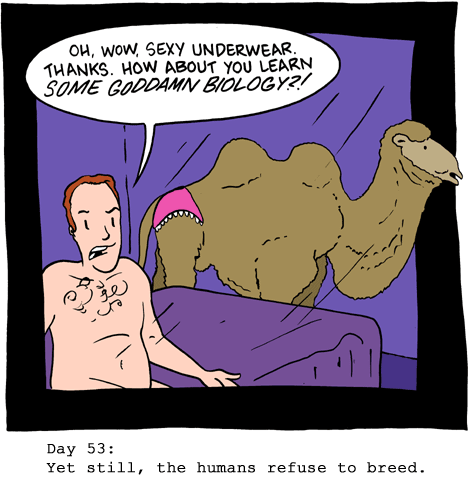 OH, WOW, SEXY UNDERWEAR.
THANKS. HOW ABOUT YOU LEARN
SOME GODDAMN BIOLOGY?!
Day 53:
Yet still, the humans refuse to breed.